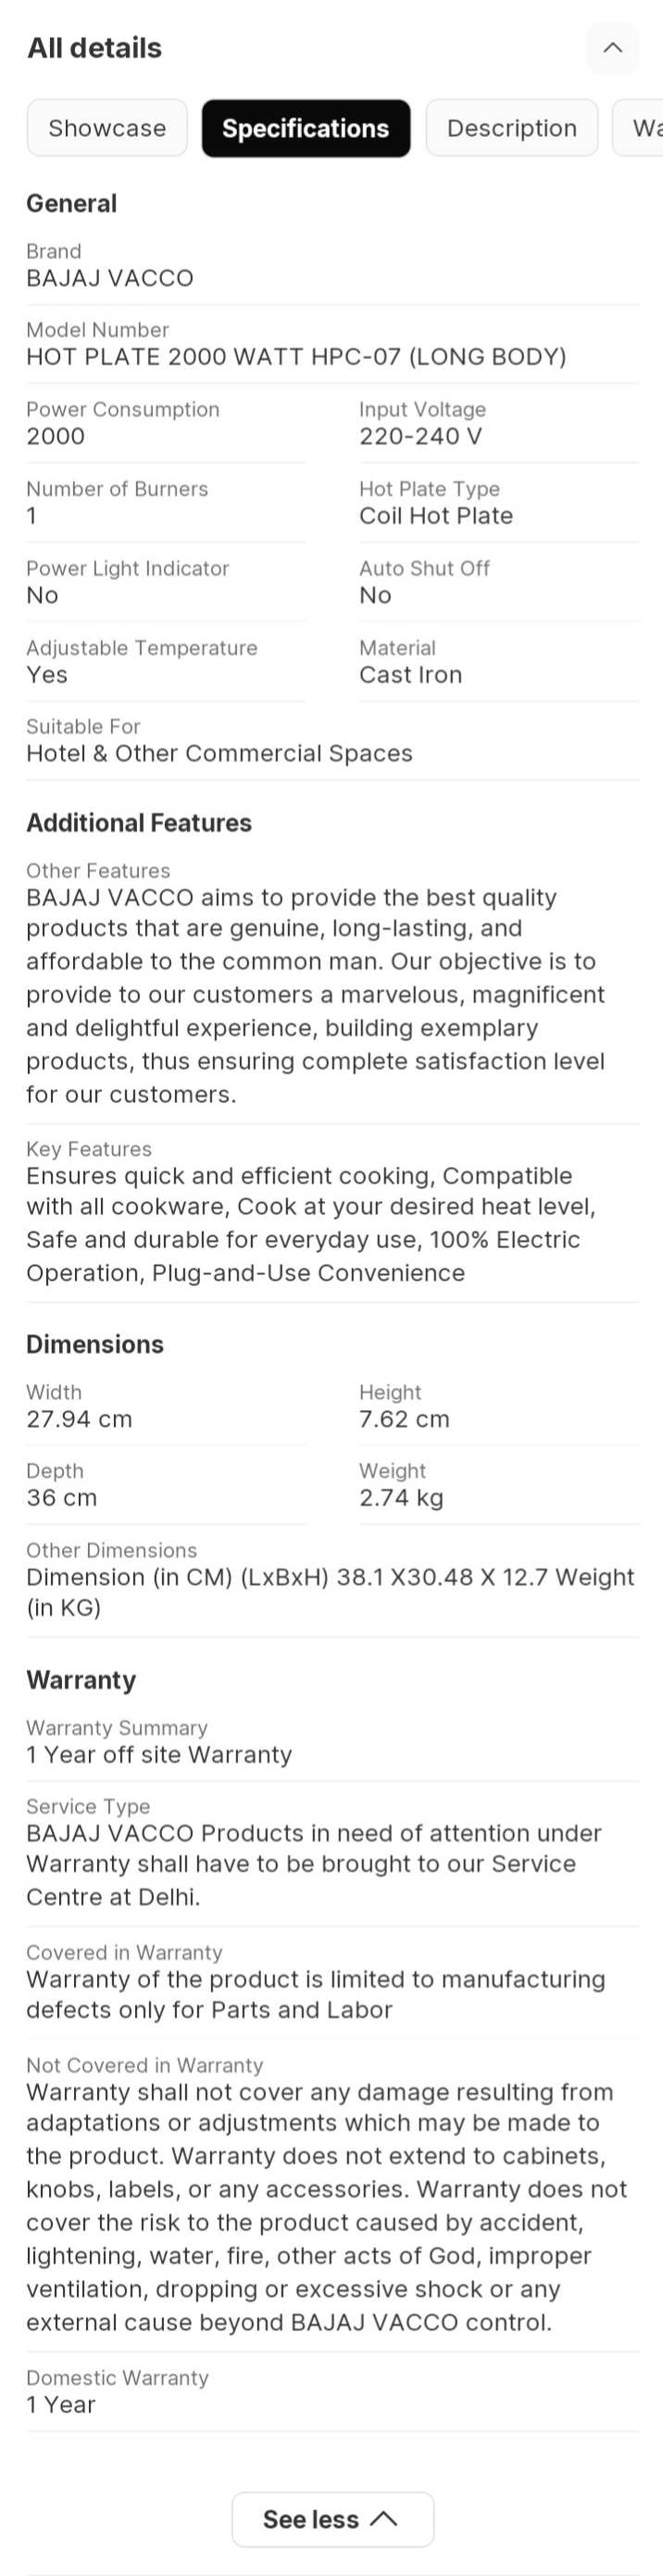 All details
Showcase
Specifications
Description
Wa
General
Brand
BAJAJ VACCO
Model Number
HOT PLATE 2000 WATT HPC-07 (LONG BODY)
Power Consumption
2000
Input Voltage
220-240 V
Number of Burners
1
Hot Plate Type
Coil Hot Plate
Power Light Indicator
No
Auto Shut Off
No
Adjustable Temperature
Yes
Material
Cast Iron
Suitable For
Hotel & Other Commercial Spaces
Additional Features
Other Features
BAJAJ VACCO aims to provide the best quality
products that are genuine, long-lasting, and
affordable to the common man. Our objective is to
provide to our customers a marvelous, magnificent
and delightful experience, building exemplary
products, thus ensuring complete satisfaction level
for our customers.
Key Features
Ensures quick and efficient cooking, Compatible
with all cookware, Cook at your desired heat level,
Safe and durable for everyday use, 100% Electric
Operation, Plug-and-Use Convenience
Dimensions
Width
27.94 cm
Height
7.62 cm
Depth
36 cm
Weight
2.74 kg
Other Dimensions
Dimension (in CM) (LxBxH) 38.1 X30.48 X 12.7 Weight
(in KG)
Warranty
Warranty Summary
1 Year off site Warranty
Service Type
BAJAJ VACCO Products in need of attention under
Warranty shall have to be brought to our Service
Centre at Delhi.
Covered in Warranty
Warranty of the product is limited to manufacturing
defects only for Parts and Labor
Not Covered in Warranty
Warranty shall not cover any damage resulting from
adaptations or adjustments which may be made to
the product. Warranty does not extend to cabinets,
knobs, labels, or any accessories. Warranty does not
cover the risk to the product caused by accident,
lightening, water, fire, other acts of God, improper
ventilation, dropping or excessive shock or any
external cause beyond BAJAJ VACCO control.
Domestic Warranty
1 Year
See less